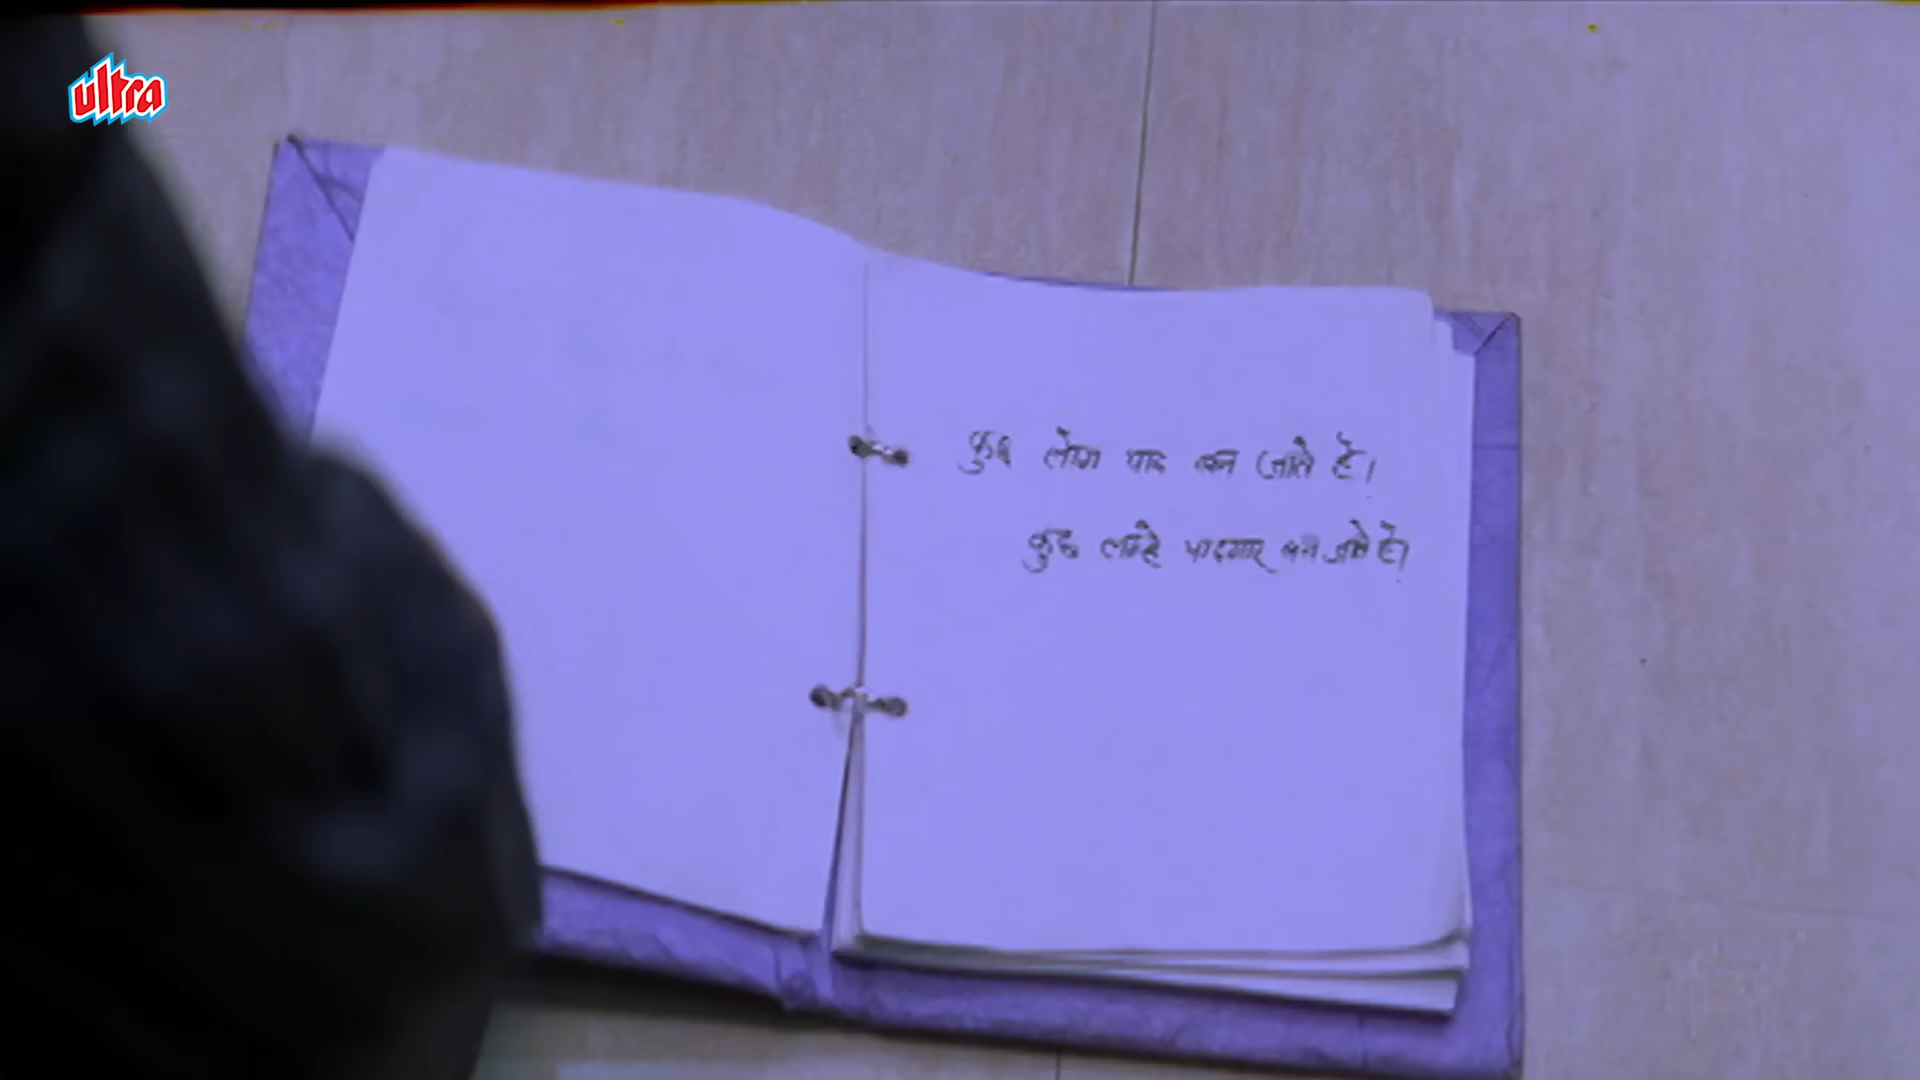 ultra
कुछ लोग याद बन जाते है।
कुछ लम्हे यादगार बन जाते है।